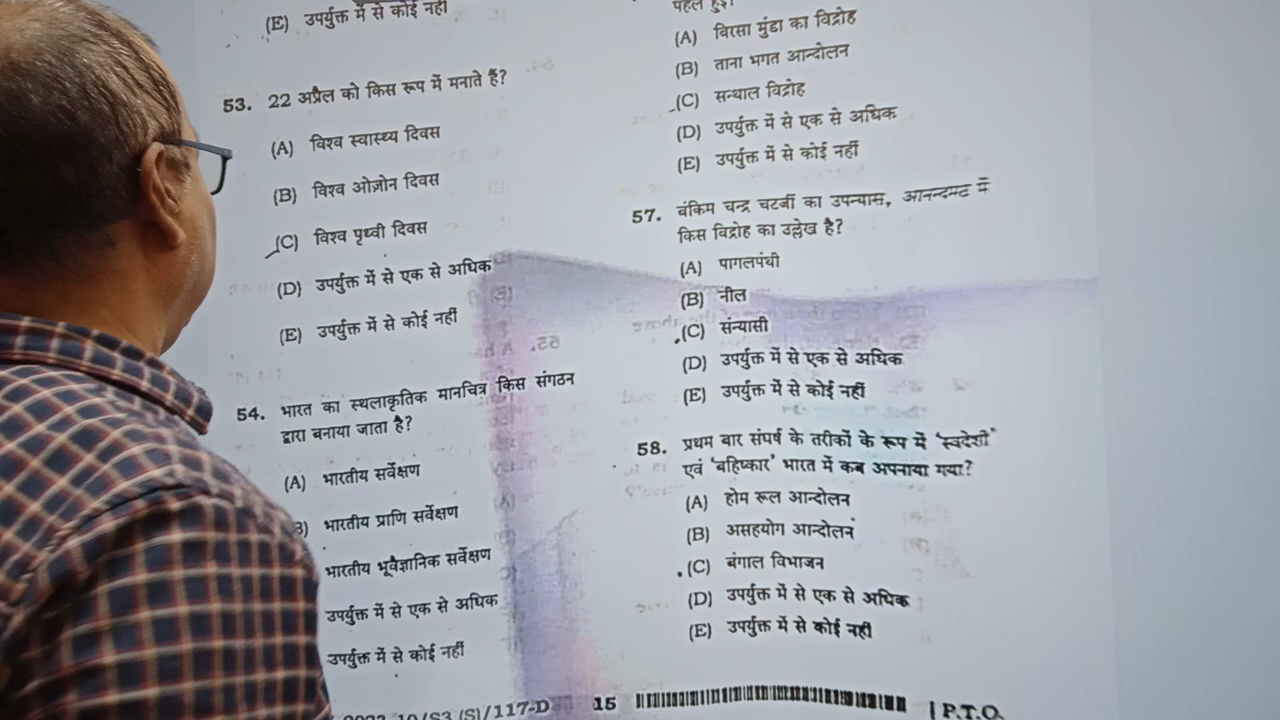 (E) उपर्युक्त में से कोई नहीं
53. 22 अप्रैल को किस रूप में मनाते हैं?
(A) विश्व स्वास्थ्य दिवस
(B) विश्व ओज़ोन दिवस
(C) विश्व पृथ्वी दिवस
(D) उपर्युक्त में से एक से अधिक
(E) उपर्युक्त में से कोई नहीं
54. भारत का स्थलाकृतिक मानचित्र किस संगठन
द्वारा बनाया जाता है?
(A) भारतीय सर्वेक्षण
B) भारतीय प्राणि सर्वेक्षण
भारतीय भूवैज्ञानिक सर्वेक्षण
उपर्युक्त में से एक से अधिक
उपर्युक्त में से कोई नहीं
पहले हुई?
(A) बिरसा मुंडा का विद्रोह
(B) ताना भगत आन्दोलन
(C) सन्थाल विद्रोह
(D) उपर्युक्त में से एक से अधिक
(E) उपर्युक्त में से कोई नहीं
57. बंकिम चन्द्र चटर्जी का उपन्यास, आनन्दमठ में
किस विद्रोह का उल्लेख है?
(A) पागलपंथी
(B) नील
(C) संन्यासी
(D) उपर्युक्त में से एक से अधिक
(E) उपर्युक्त में से कोई नहीं
58. प्रथम बार संघर्ष के तरीकों के रूप में 'स्वदेशी'
एवं 'बहिष्कार' भारत में कब अपनाया गया?
(A) होम रूल आन्दोलन
(B) असहयोग आन्दोलन
(C) बंगाल विभाजन
(D) उपर्युक्त में से एक से अधिक
(E) उपर्युक्त में से कोई नहीं
/117-D 15 | P.T.O.